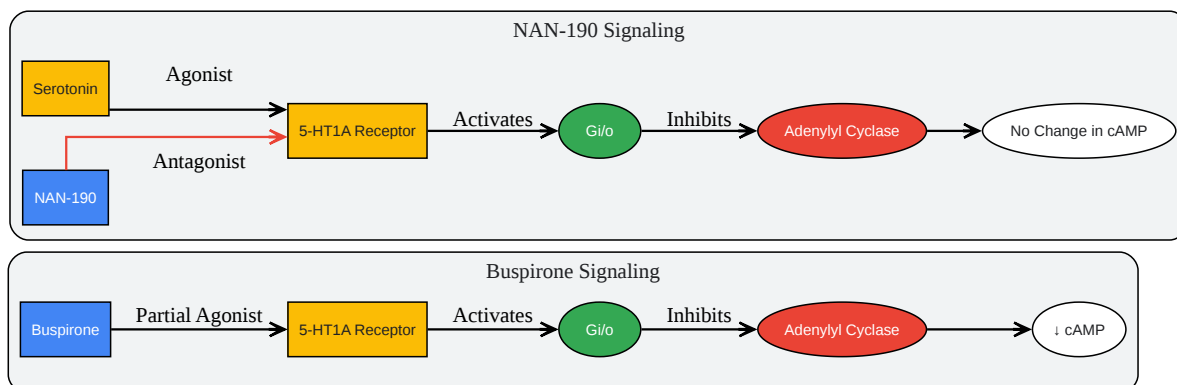 NAN-190 Signaling
Serotonin
Agonist
5-HT1A Receptor
Activates
Gi/o
Inhibits
Adenylyl Cyclase
No Change in cAMP
Antagonist
NAN-190
Buspirone Signaling
Buspirone
Partial Agonist
5-HT1A Receptor
Activates
Gi/o
Inhibits
Adenylyl Cyclase
↓ cAMP